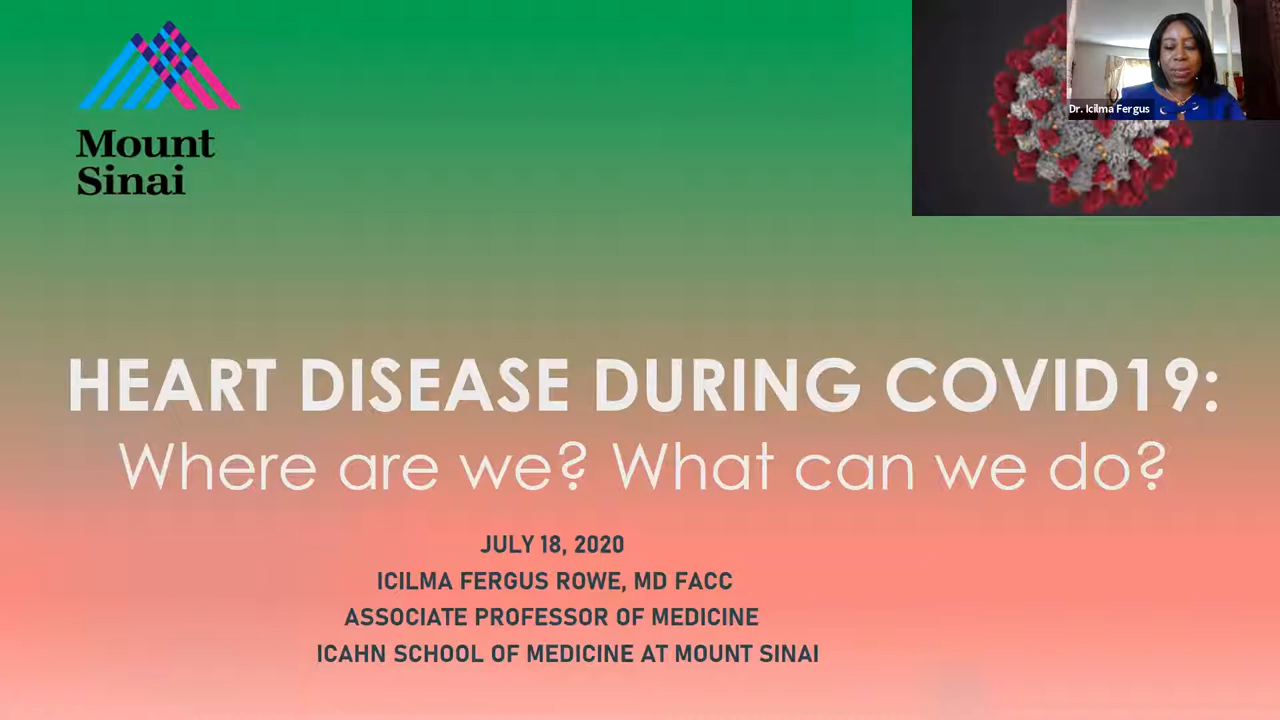 Mount
Sinai
Dr. Icilma Fergus
HEART DISEASE DURING COVID19:
Where are we? What can we do?
JULY 18, 2020
ICILMA FERGUS ROWE, MD FACC
ASSOCIATE PROFESSOR OF MEDICINE
ICAHN SCHOOL OF MEDICINE AT MOUNT SINAI